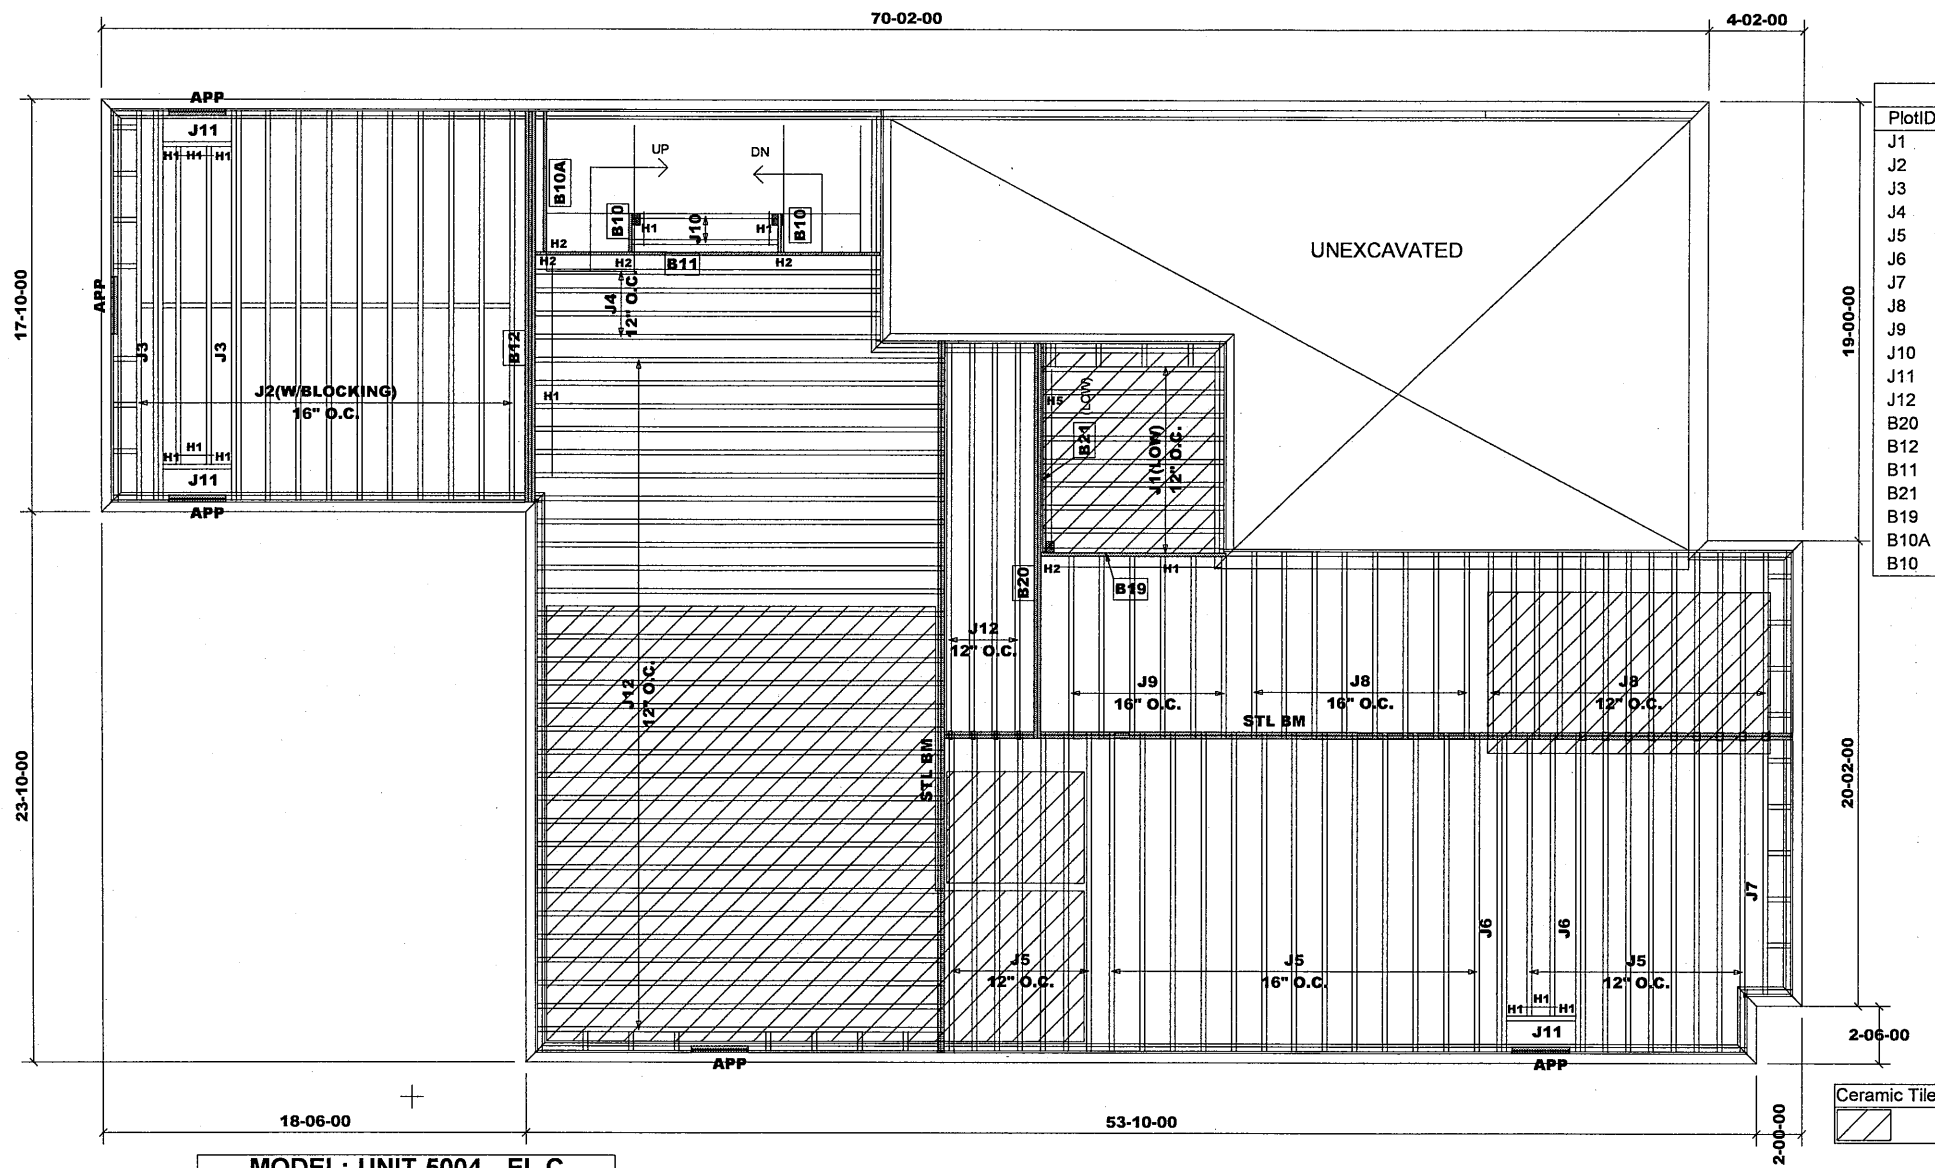 70-02-00
4-02-00
APP
J11
H1 H1 H1
B10A
UP
DN
B10
J10
B10
H1
H1
H2
H2
H2
H2
B11
UNEXCAVATED
PlotID
J1
J2
J3
J4
J5
J6
J7
J8
J9
J10
J11
J12
B20
B12
B11
B21
B19
B10A
B10
17-10-00
APP
J3
J3
J4
12" O.C.
B12
J2(W/BLOCKING)
16" O.C.
H1
H5
B21 (LOW)
J1(LOW)
12" O.C.
19-00-00
H1
H1
H1
J11
APP
B20
H2
H1
B19
J12
12" O.C.
J12
12" O.C.
J9
16" O.C.
J8
16" O.C.
J8
12" O.C.
STL BM
STL BM
23-10-00
20-02-00
J7
J6
J6
J5
12" O.C.
J5
16" O.C.
J5
12" O.C.
H1
H1
H1
J11
APP
APP
2-06-00
Ceramic Tile
18-06-00
53-10-00
2-00-00
MODEL: UNIT 5004 EL C